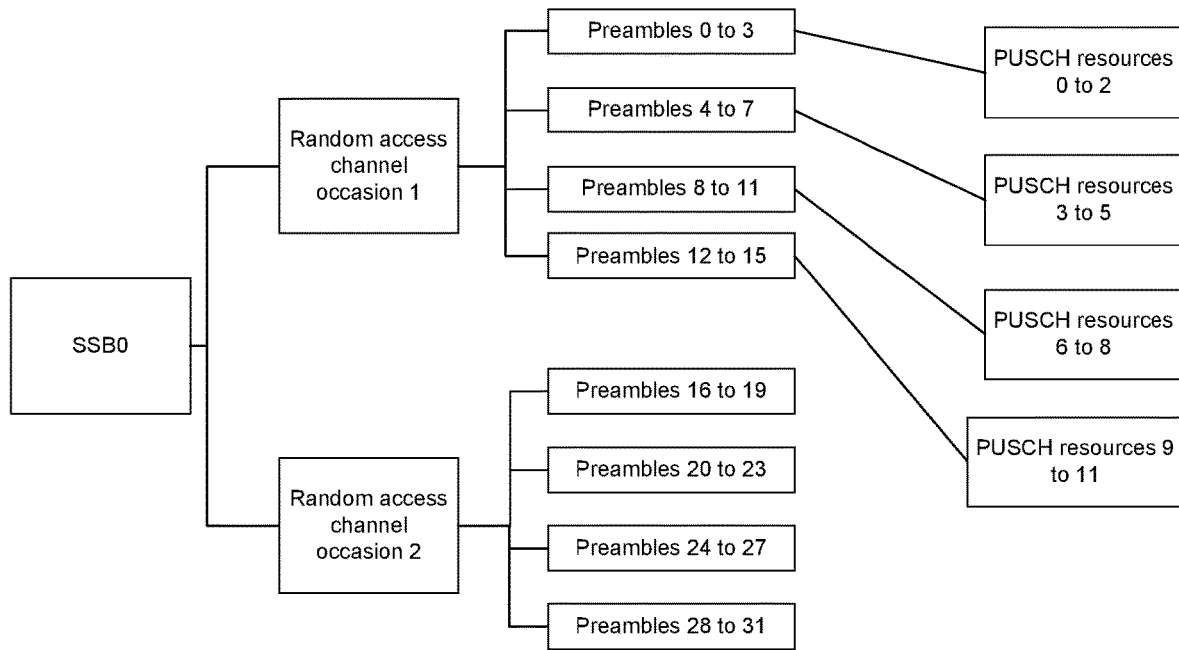 SSB0
Random access
channel
occasion 1
Preambles 0 to 3
Preambles 4 to 7
Preambles 8 to 11
Preambles 12 to 15
PUSCH resources
0 to 2
PUSCH resources
3 to 5
PUSCH resources
6 to 8
PUSCH resources 9
to 11
Random access
channel
occasion 2
Preambles 16 to 19
Preambles 20 to 23
Preambles 24 to 27
Preambles 28 to 31